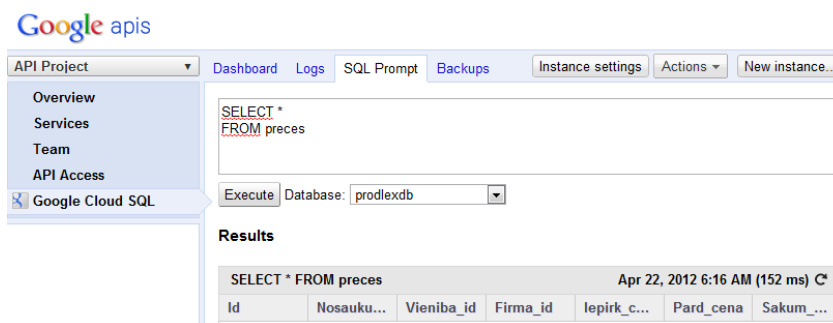 Google apis
API Project
Dashboard Logs SQL Prompt Backups Instance settings Actions New instance...
Overview
Services
Team
API Access
Google Cloud SQL
SELECT *
FROM preces
Execute Database: prodlexdb
Results
SELECT * FROM preces Apr 22, 2012 6:16 AM (152 ms)
Id Nosauku... Vieniba_id Firma_id Iepirk_c... Pard_cena Sakum_...